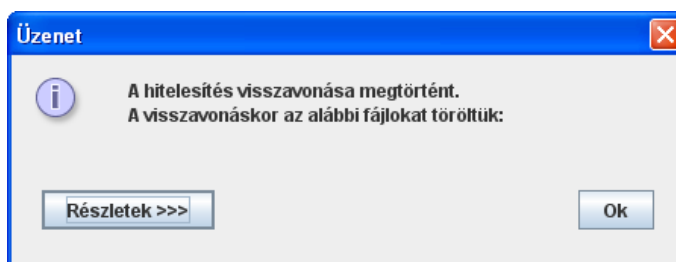 Üzenet
A hitelesítés visszavonása megtörtént.
A visszavonáskor az alábbi fájlokat töröltük:
Részletek >>>
Ok